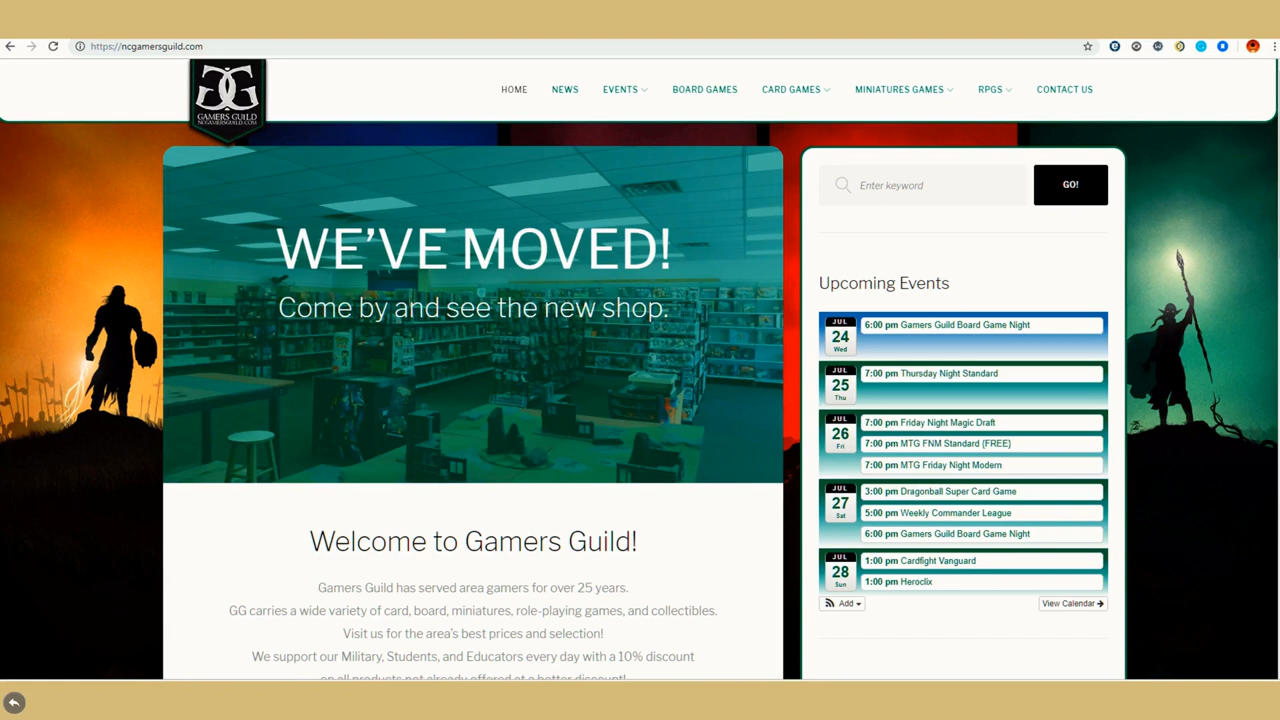 https://ncgamersguild.com
GG
GAMERS GUILD
NCGAMERSGUILD.COM
HOME
NEWS
EVENTS
BOARD GAMES
CARD GAMES
MINIATURES GAMES
RPGS
CONTACT US
WE'VE MOVED!
Come by and see the new shop.
Welcome to Gamers Guild!
Gamers Guild has served area gamers for over 25 years.
GG carries a wide variety of card, board, miniatures, role-playing games, and collectibles.
Visit us for the area's best prices and selection!
We support our Military, Students, and Educators every day with a 10% discount
on all products not already offered at a better discount!
Enter keyword
GO!
Upcoming Events
JUL
24
Wed
6:00 pm Gamers Guild Board Game Night
JUL
25
Thu
7:00 pm Thursday Night Standard
JUL
26
Fri
7:00 pm Friday Night Magic Draft
7:00 pm MTG FNM Standard (FREE)
7:00 pm MTG Friday Night Modern
JUL
27
Sat
3:00 pm Dragonball Super Card Game
5:00 pm Weekly Commander League
6:00 pm Gamers Guild Board Game Night
JUL
28
Sun
1:00 pm Cardfight Vanguard
1:00 pm Heroclix
Add
View Calendar